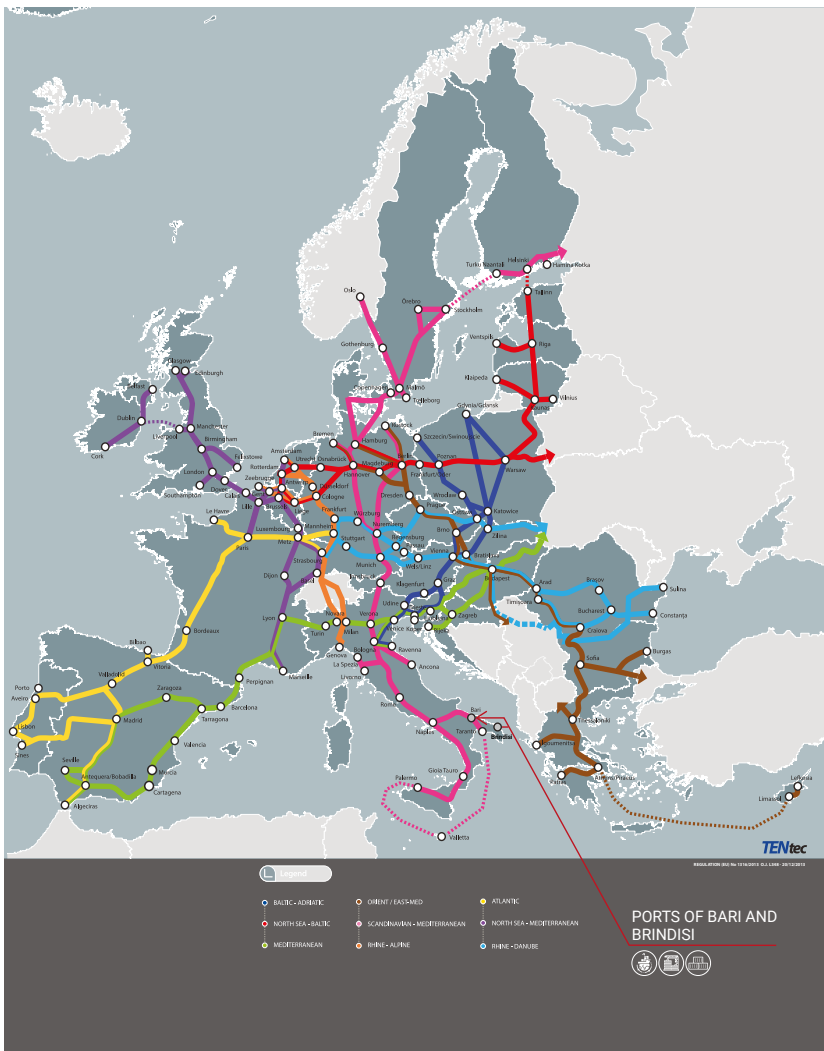 Helsinki
Turku Naantali
Hamina Kotka
Tallinn
Oslo
Örebro
Stockholm
Ventspils
Riga
Gothenburg
Glasgow
Edinburgh
Klaipeda
Belfast
Copenhagen
Malmö
Trelleborg
Vilnius
Kaunas
Gdynia/Gdansk
Dublin
Manchester
Liverpool
Rostock
Szczecin/Swinoujscie
Bremen
Hamburg
Birmingham
Cork
Felixstowe
Amsterdam
Utrecht
Osnabrück
Magdeburg
Berlin
Poznan
Warsaw
London
Rotterdam
Hannover
Frankfurt/Oder
Zeebrugge
Antwerp
Düsseldorf
Southampton
Dover
Calais
Gent
Cologne
Dresden
Wroclaw
Lille
Brussels
Liège
Prague
Katowice
Le Havre
Frankfurt
Würzburg
Ostrava
Luxembourg
Mannheim
Nuremberg
Brno
Zilina
Paris
Metz
Stuttgart
Regensburg
Passau
Strasbourg
Munich
Wels/Linz
Vienna
Bratislava
Dijon
Basel
Innsbruck
Klagenfurt
Graz
Budapest
Arad
Braşov
Sulina
Timişoara
Udine
Bucharest
Constanța
Lyon
Novara
Verona
Zagreb
Turin
Milan
Venice
Koper
Rijeka
Craiova
Bordeaux
Bologna
Ravenna
Bilbao
Genova
La Spezia
Ancona
Sofia
Burgas
Vitoria
Marseille
Livorno
Valladolid
Perpignan
Porto
Aveiro
Zaragoza
Barcelona
Rome
Tarragona
Madrid
Naples
Bari
Thessaloniki
Lisbon
Taranto
Brindisi
Sines
Valencia
Igoumenitsa
Seville
Murcia
Gioia Tauro
Palermo
Patras
Athens/Piraeus
Lefkosia
Antequera/Bobadilla
Cartagena
Limassol
Algeciras
Valletta
TENtec
REGULATION (EU) No 1316/2013 O.J. L348 - 20/12/2013
Legend
BALTIC - ADRIATIC
ORIENT / EAST-MED
ATLANTIC
NORTH SEA - BALTIC
SCANDINAVIAN - MEDITERRANEAN
NORTH SEA - MEDITERRANEAN
MEDITERRANEAN
RHINE - ALPINE
RHINE - DANUBE
PORTS OF BARI AND
BRINDISI